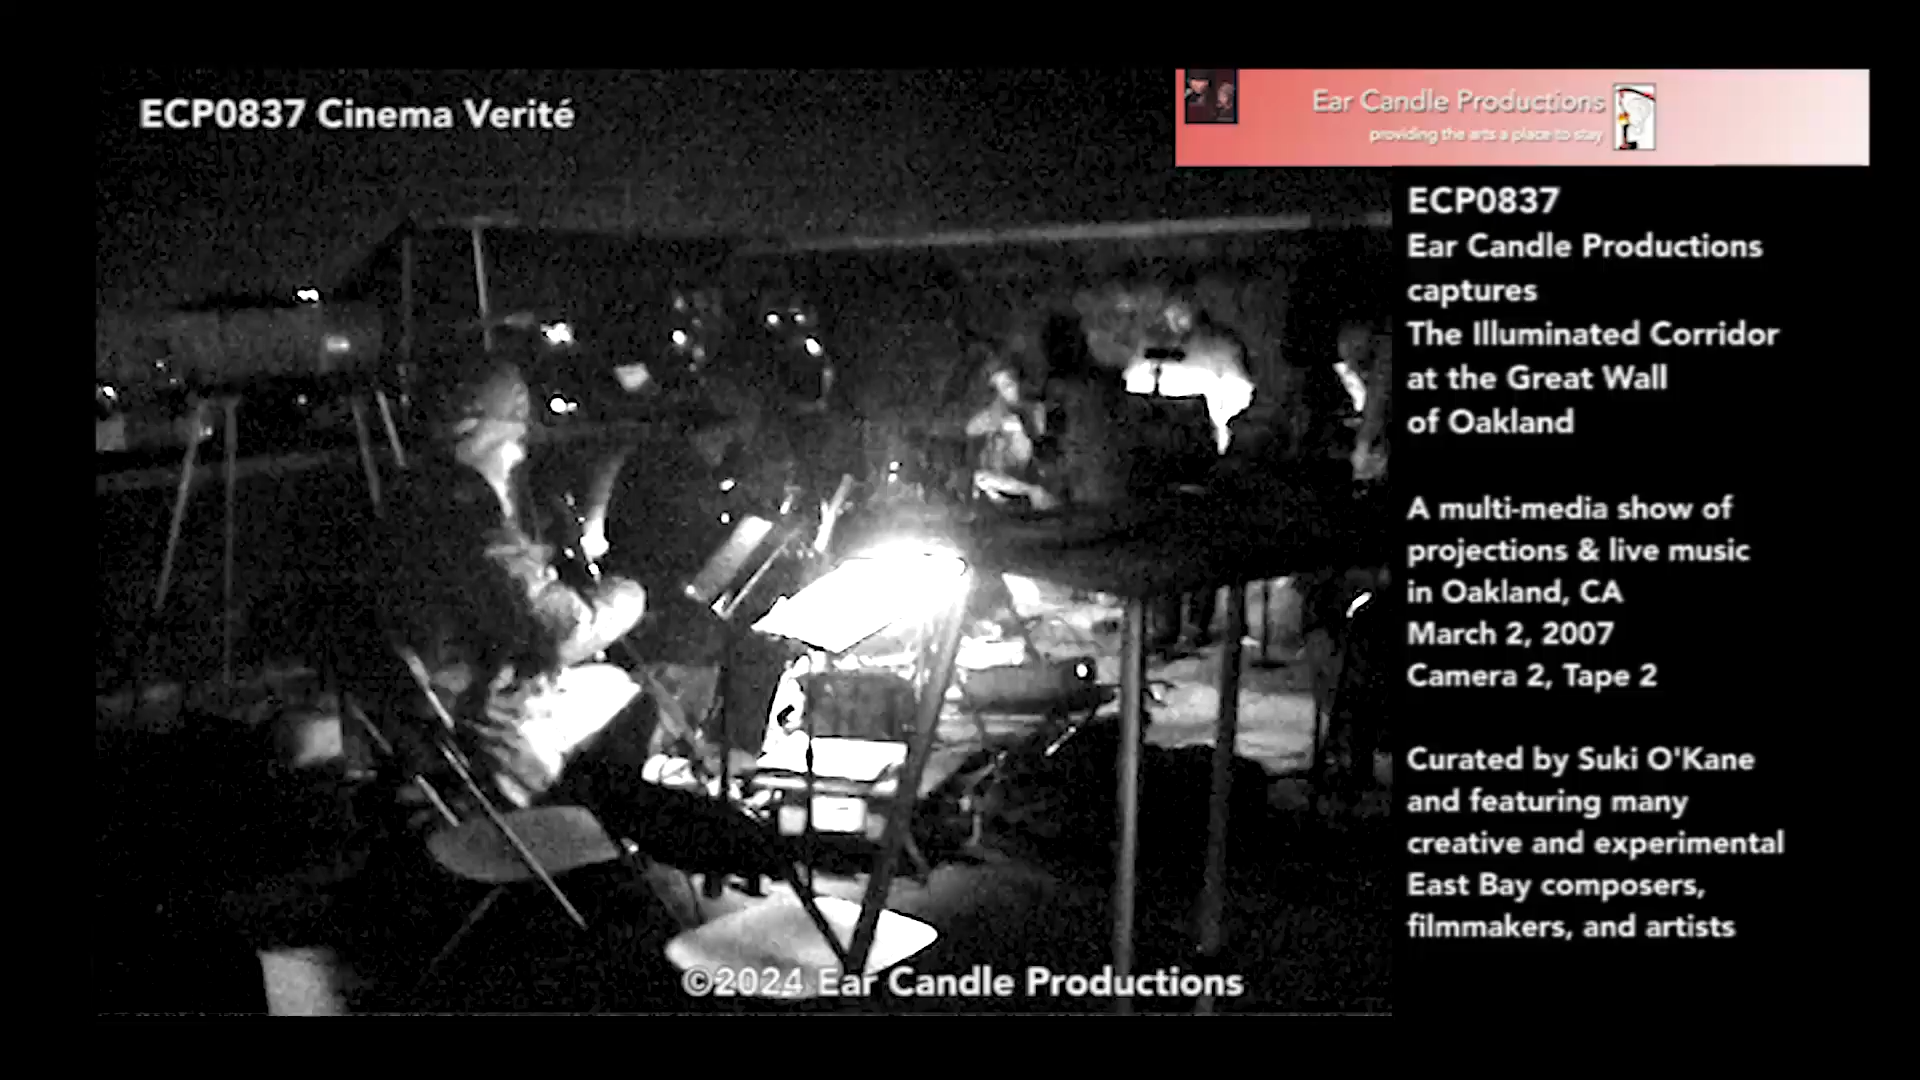 ECP0837 Cinema Verité
Ear Candle Productions
providing the arts a place to stay
ECP0837
Ear Candle Productions
captures
The Illuminated Corridor
at the Great Wall
of Oakland
A multi-media show of
projections & live music
in Oakland, CA
March 2, 2007
Camera 2, Tape 2
Curated by Suki O'Kane
and featuring many
creative and experimental
East Bay composers,
filmmakers, and artists
©2024 Ear Candle Productions